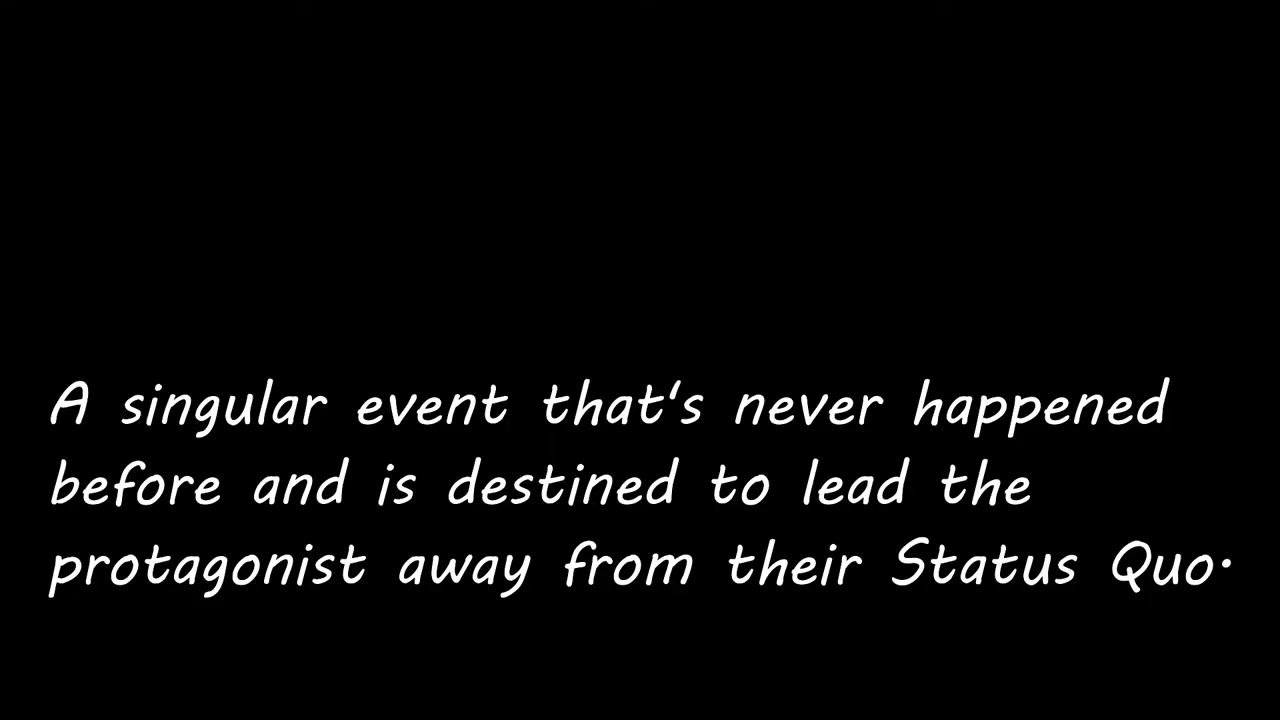 A singular event that's never happened
before and is destined to lead the
protagonist away from their Status Quo.